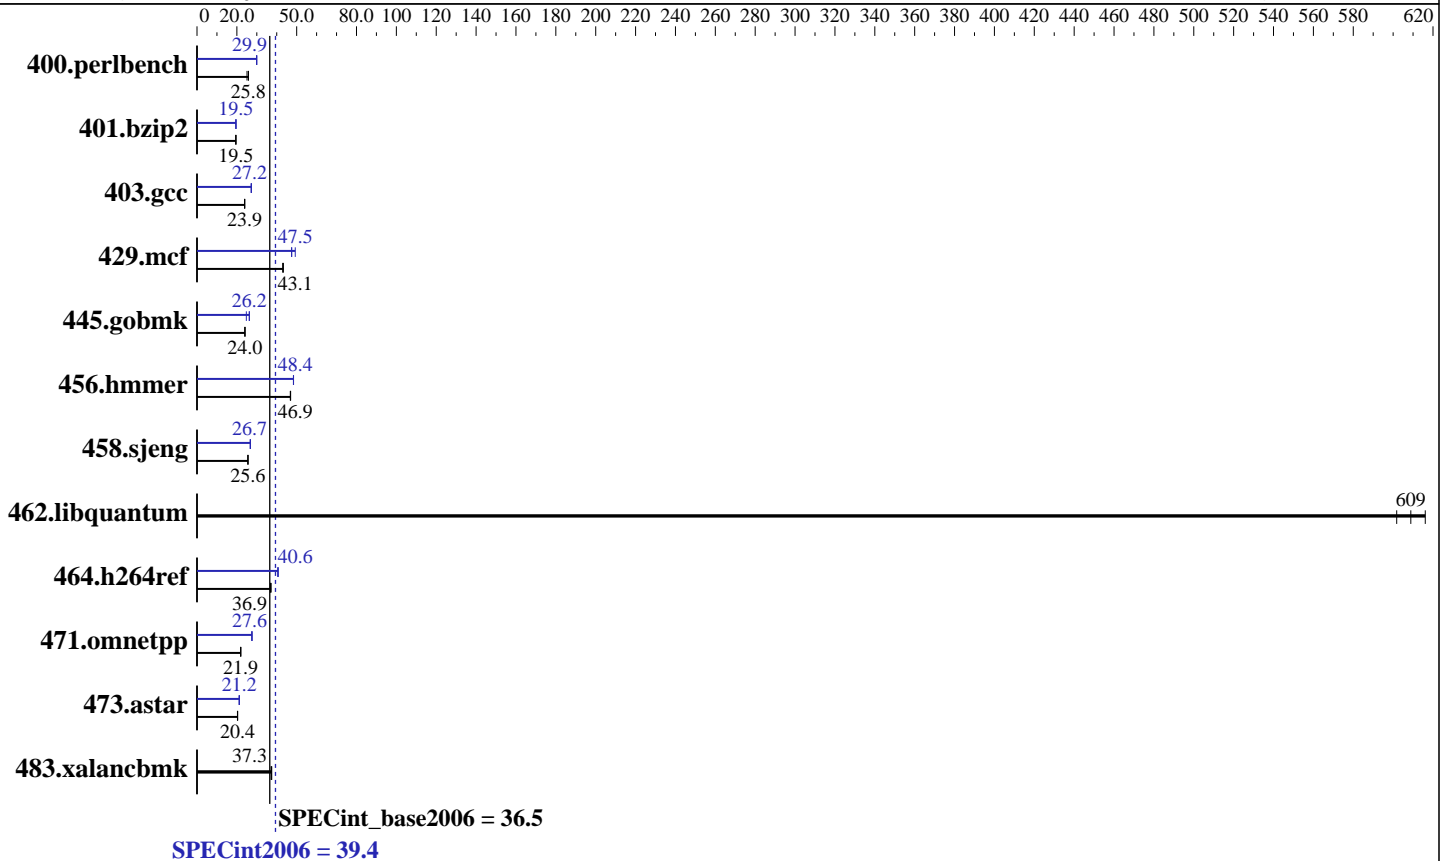 0 20.0 50.0 80.0 100 120 140 160 180 200 220 240 260 280 300 320 340 360 380 400 420 440 460 480 500 520 540 560 580 620
29.9
400.perlbench
25.8
19.5
401.bzip2
19.5
27.2
403.gcc
23.9
47.5
429.mcf
43.1
26.2
445.gobmk
24.0
48.4
456.hmmer
46.9
26.7
458.sjeng
25.6
609
462.libquantum
40.6
464.h264ref
36.9
27.6
471.omnetpp
21.9
21.2
473.astar
20.4
37.3
483.xalancbmk
SPECint_base2006 = 36.5
SPECint2006 = 39.4